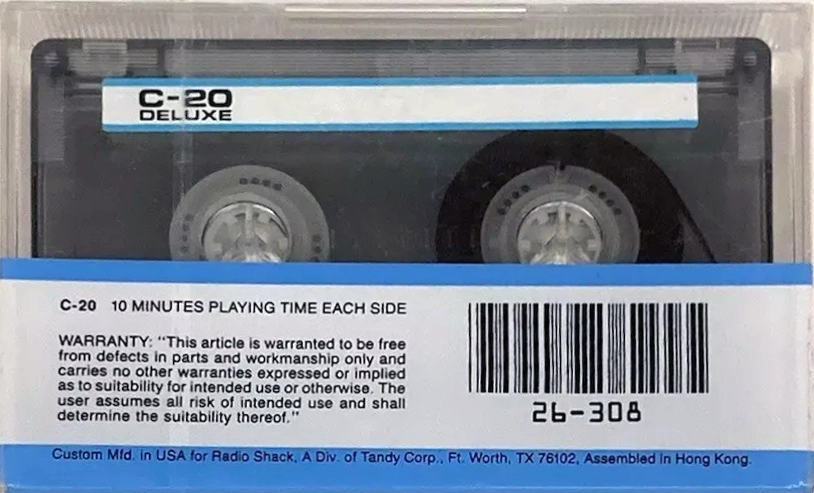 C-20
DELUXE
C-20 10 MINUTES PLAYING TIME EACH SIDE
WARRANTY: "This article is warranted to be free
from defects in parts and workmanship only and
carries no other warranties expressed or implied
as to suitability for intended use or otherwise. The
user assumes all risk of intended use and shall
determine the suitability thereof."
26-308
Custom Mfd. in USA for Radio Shack, A Div. of Tandy Corp., Ft. Worth, TX 76102, Assembled in Hong Kong.